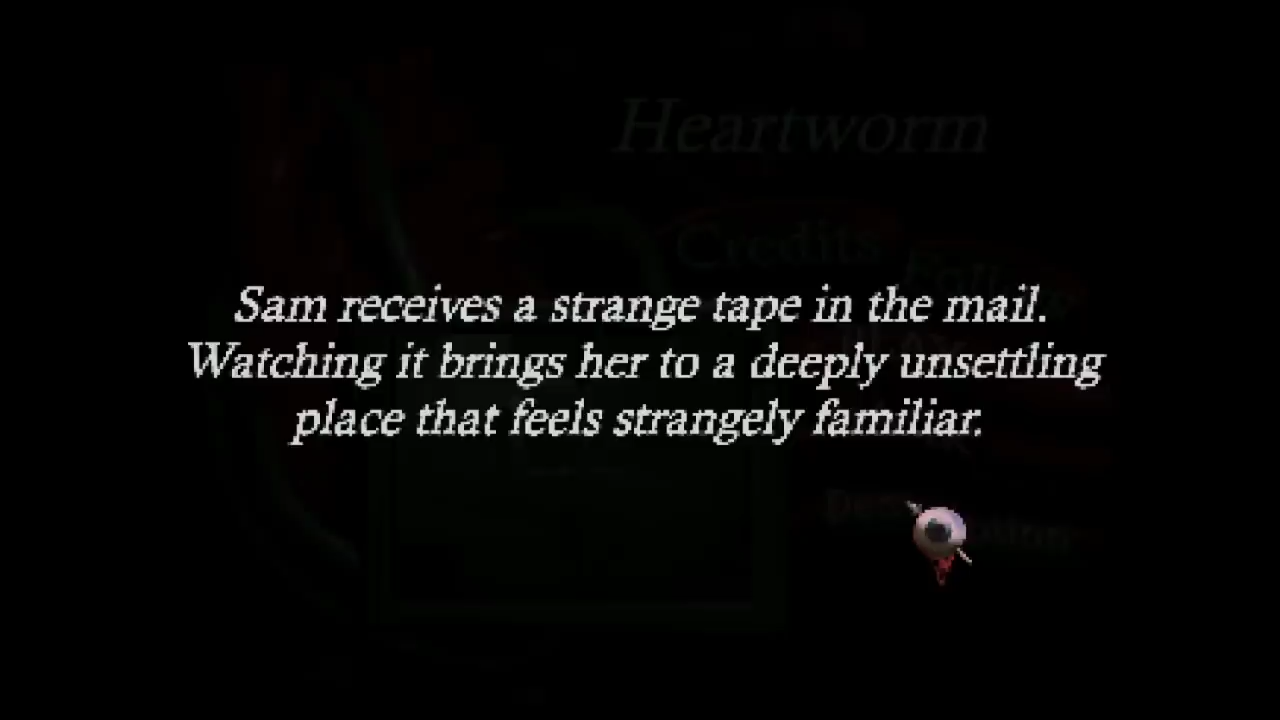 Heartworm
Credits
Sam receives a strange tape in the mail.
Watching it brings her to a deeply unsettling
place that feels strangely familiar.